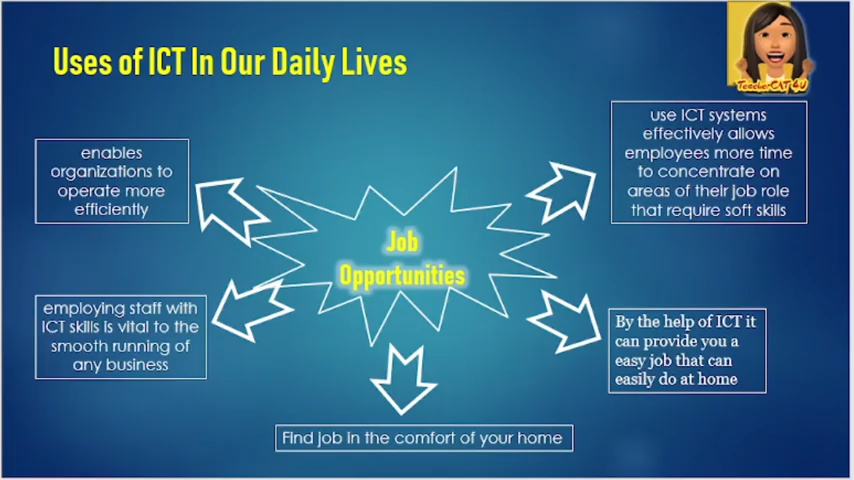 Uses of ICT In Our Daily Lives
TeacherCAT 4U
enables
organizations to
operate more
efficiently
use ICT systems
effectively allows
employees more time
to concentrate on
areas of their job role
that require soft skills
Job
Opportunities
employing staff with
ICT skills is vital to the
smooth running of
any business
By the help of ICT it
can provide you a
easy job that can
easily do at home
Find job in the comfort of your home